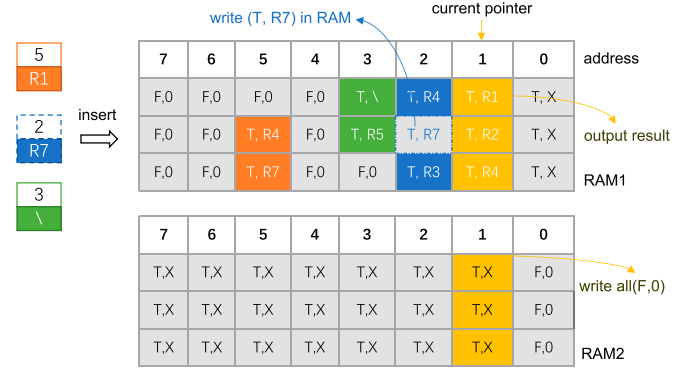 current pointer
write (T, R7) in RAM
5
R1
2
R7
3
\
insert
7 6 5 4 3 2 1 0 address
F,0 F,0 F,0 F,0 T, \ T, R4 T, R1 T, X
F,0 F,0 T, R4 F,0 T, R5 T, R7 T, R2 T, X
output result
F,0 F,0 T, R7 F,0 F,0 T, R3 T, R4 T, X
RAM1
7 6 5 4 3 2 1 0
T,X T,X T,X T,X T,X T,X T,X F,0
write all(F,0)
T,X T,X T,X T,X T,X T,X T,X F,0
T,X T,X T,X T,X T,X T,X T,X F,0
RAM2